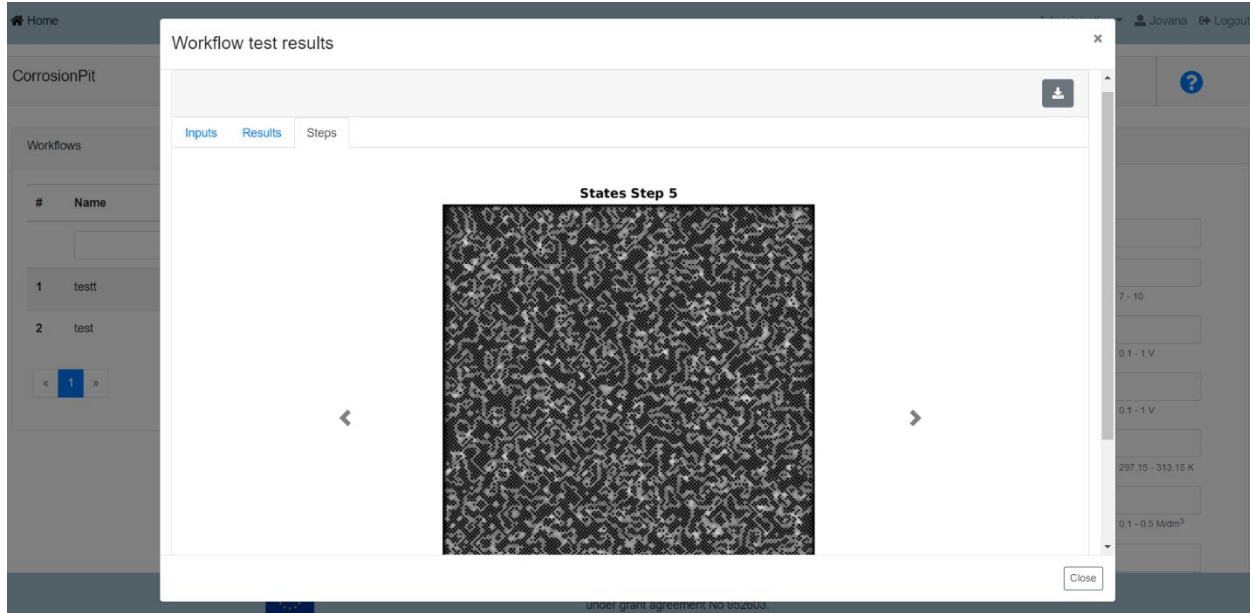 Home
Jovana Logout
Workflow test results
×
CorrosionPit
?
Inputs Results Steps
Workflows
States Step 5
# Name
1 testt
7 - 10
2 test
0.1 - 1 V
« 1 »
0.1 - 1 V
297.15 - 313.15 K
0.1 - 0.5 M/dm³
Close
under grant agreement No 952603.